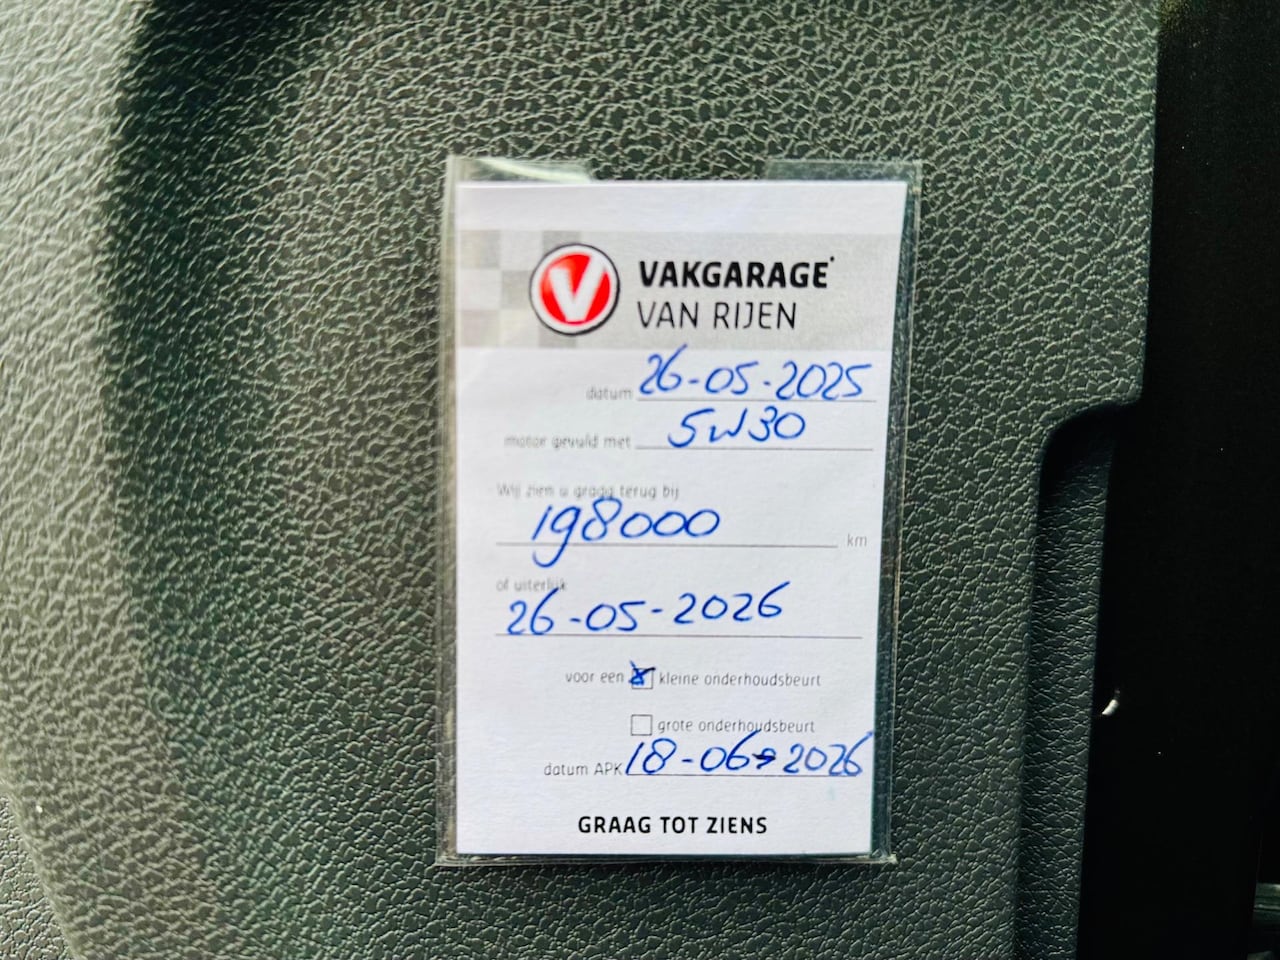 V VAKGARAGE
VAN RIJEN
datum 26-05-2025
motor gevuld met 5W30
Wij zien u graag terug bij
198000 km
of uiterlijk
26-05-2026
voor een kleine onderhoudsbeurt
grote onderhoudsbeurt
datum APK 18-06-2026
GRAAG TOT ZIENS